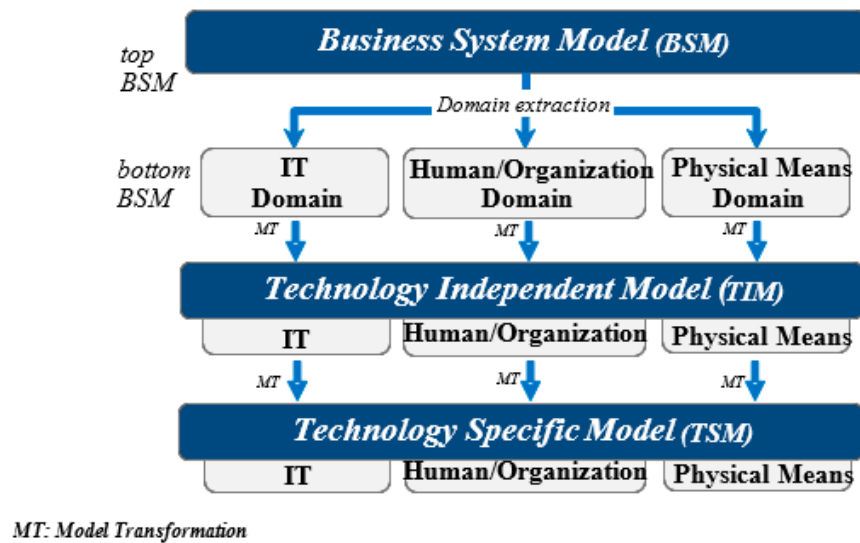 Business System Model (BSM)
top
BSM
Domain extraction
bottom
BSM
IT
Domain
Human/Organization
Domain
Physical Means
Domain
MT
MT
MT
Technology Independent Model (TIM)
IT
Human/Organization
Physical Means
MT
MT
MT
Technology Specific Model (TSM)
IT
Human/Organization
Physical Means
MT: Model Transformation